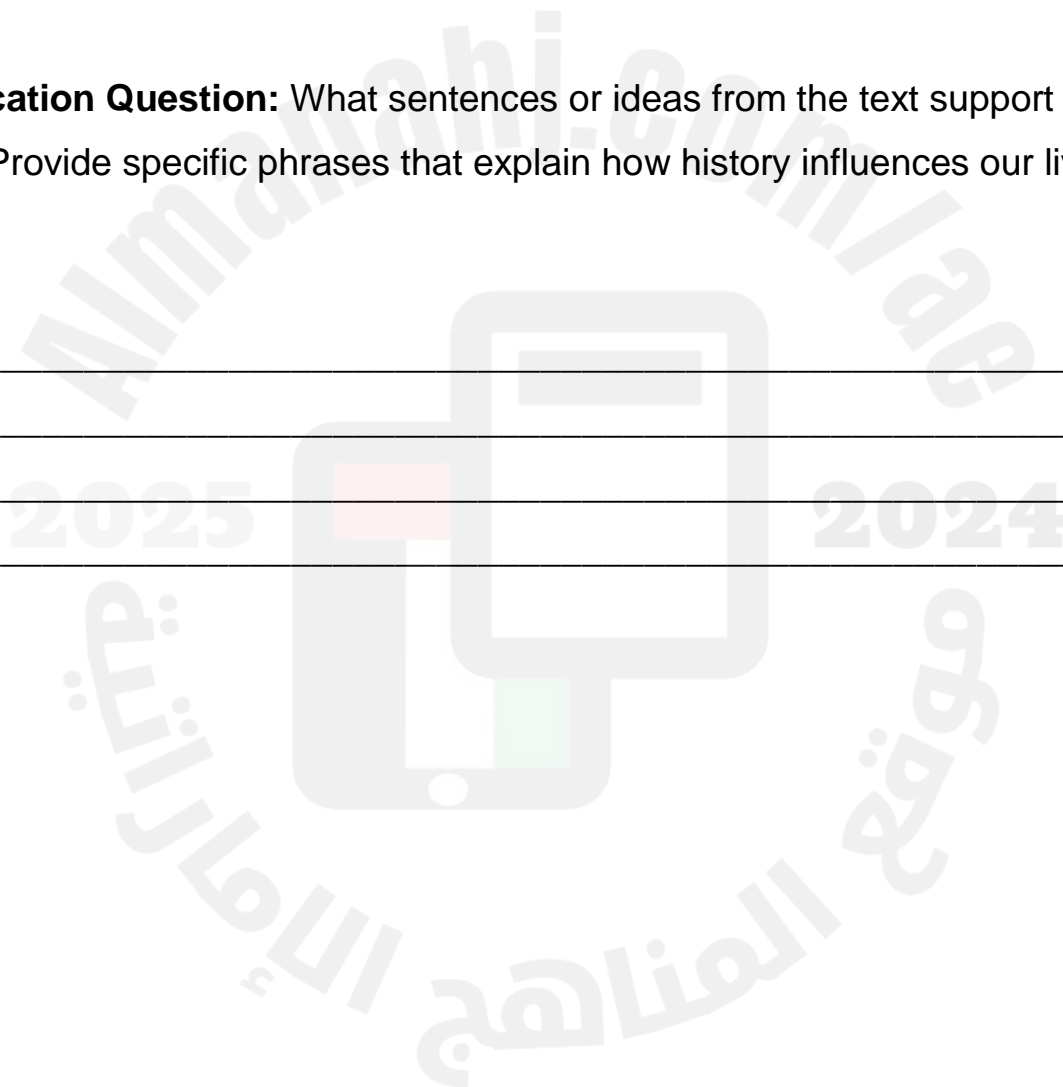 Almanahi.com/ae
cation Question: What sentences or ideas from the text support
Provide specific phrases that explain how history influences our li
2025
2024
موقع
المناهج
الإماراتية